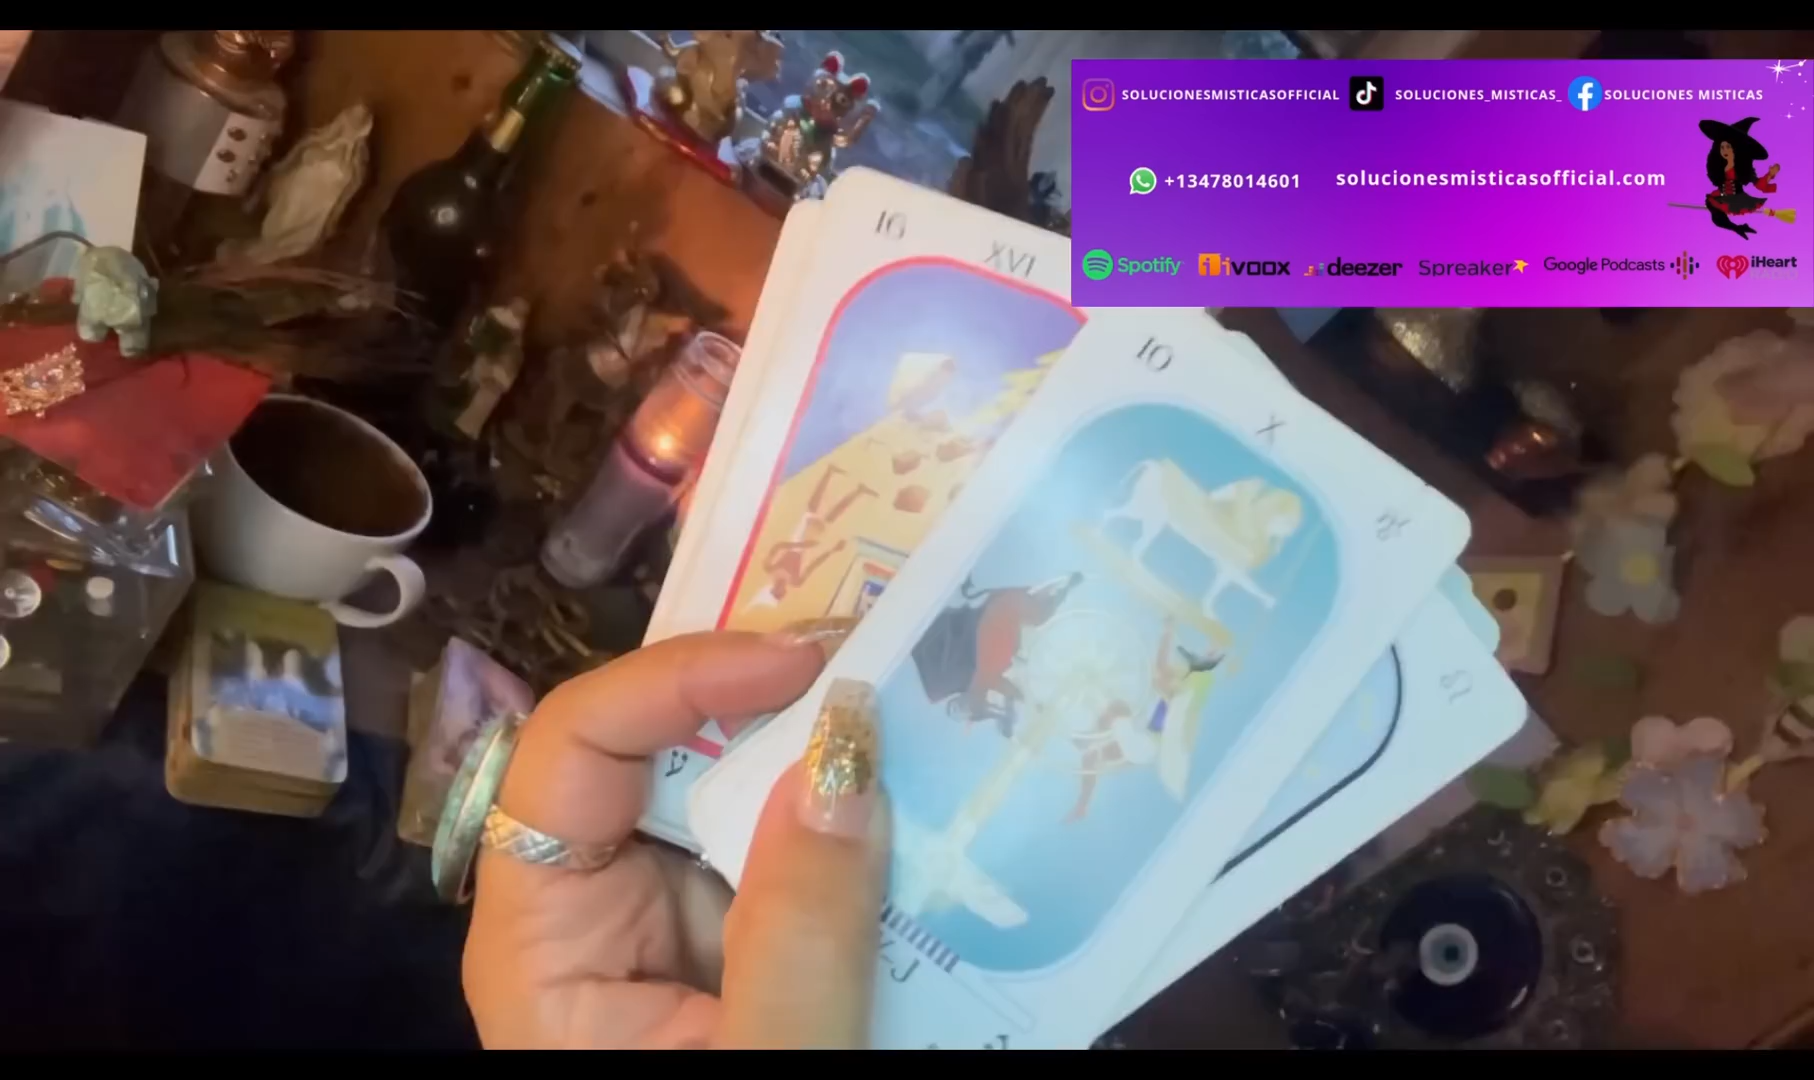 SOLUCIONESMISTICASOFFICIAL SOLUCIONES_MISTICAS_ SOLUCIONES MISTICAS
+13478014601 solucionesmisticasofficial.com
Spotify iVOOX deezer Spreaker Google Podcasts iHeart
16 XVI
10 X